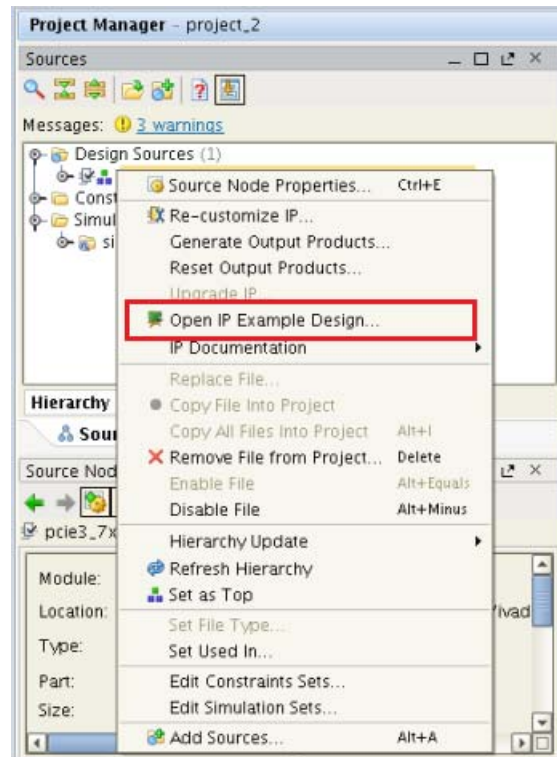 Project Manager - project_2
Sources
Messages: 3 warnings
Design Sources (1)
Const
Simul
si
Source Node Properties... Ctrl+E
Re-customize IP...
Generate Output Products...
Reset Output Products...
Upgrade IP...
Open IP Example Design...
IP Documentation
Replace File...
Copy File Into Project
Copy All Files Into Project Alt+I
Remove File from Project... Delete
Enable File Alt+Equals
Disable File Alt+Minus
Hierarchy Update
Refresh Hierarchy
Set as Top
Set File Type...
Set Used In...
Edit Constraints Sets...
Edit Simulation Sets...
Add Sources... Alt+A
Hierarchy
Sour
Source Nod
pcie3_7x
Module:
Location: /ivad
Type:
Part:
Size: